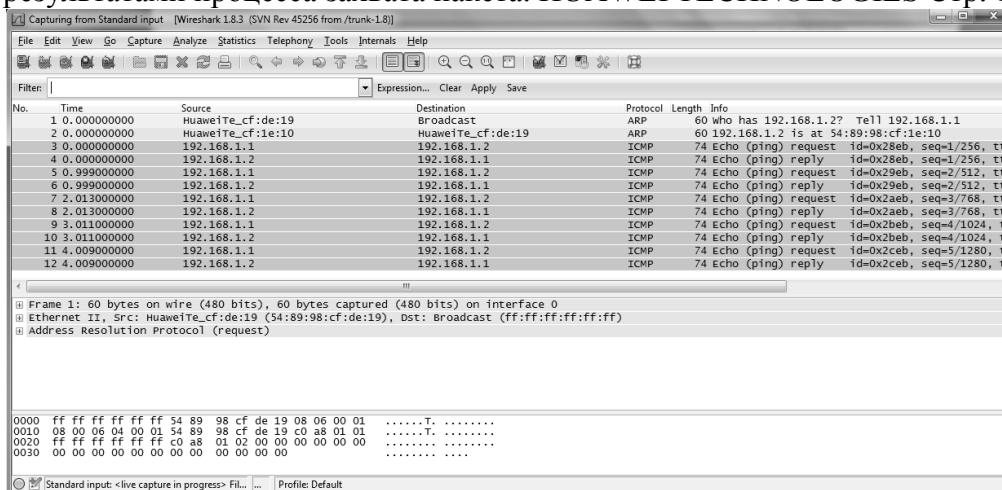 результатами процесса захвата пакета. HUAWEI TECHNOLOGIES Стр.
Capturing from Standard input [Wireshark 1.8.3 (SVN Rev 45256 from /trunk-1.8)]
File Edit View Go Capture Analyze Statistics Telephony Tools Internals Help
Filter: Expression... Clear Apply Save
No. Time Source Destination Protocol Length Info
1 0.000000000 HuaweiTe_cf:de:19 Broadcast ARP 60 Who has 192.168.1.2? Tell 192.168.1.1
2 0.000000000 HuaweiTe_cf:1e:10 HuaweiTe_cf:de:19 ARP 60 192.168.1.2 is at 54:89:98:cf:1e:10
3 0.000000000 192.168.1.1 192.168.1.2 ICMP 74 Echo (ping) request id=0x28eb, seq=1/256, tt
4 0.000000000 192.168.1.2 192.168.1.1 ICMP 74 Echo (ping) reply id=0x28eb, seq=1/256, tt
5 0.999000000 192.168.1.1 192.168.1.2 ICMP 74 Echo (ping) request id=0x29eb, seq=2/512, tt
6 0.999000000 192.168.1.2 192.168.1.1 ICMP 74 Echo (ping) reply id=0x29eb, seq=2/512, tt
7 2.013000000 192.168.1.1 192.168.1.2 ICMP 74 Echo (ping) request id=0x2aeb, seq=3/768, tt
8 2.013000000 192.168.1.2 192.168.1.1 ICMP 74 Echo (ping) reply id=0x2aeb, seq=3/768, tt
9 3.011000000 192.168.1.1 192.168.1.2 ICMP 74 Echo (ping) request id=0x2beb, seq=4/1024,
10 3.011000000 192.168.1.2 192.168.1.1 ICMP 74 Echo (ping) reply id=0x2beb, seq=4/1024,
11 4.009000000 192.168.1.1 192.168.1.2 ICMP 74 Echo (ping) request id=0x2ceb, seq=5/1280,
12 4.009000000 192.168.1.2 192.168.1.1 ICMP 74 Echo (ping) reply id=0x2ceb, seq=5/1280,
Frame 1: 60 bytes on wire (480 bits), 60 bytes captured (480 bits) on interface 0
Ethernet II, Src: HuaweiTe_cf:de:19 (54:89:98:cf:de:19), Dst: Broadcast (ff:ff:ff:ff:ff:ff)
Address Resolution Protocol (request)
0000 ff ff ff ff ff ff 54 89 98 cf de 19 08 06 00 01 ......T. ........
0010 08 00 06 04 00 01 54 89 98 cf de 19 c0 a8 01 01 ......T. ........
0020 ff ff ff ff ff ff c0 a8 01 02 00 00 00 00 00 00 ........ ........
0030 00 00 00 00 00 00 00 00 00 00 00 00 ........ ....
Standard input: <live capture in progress> Fil... ... Profile: Default